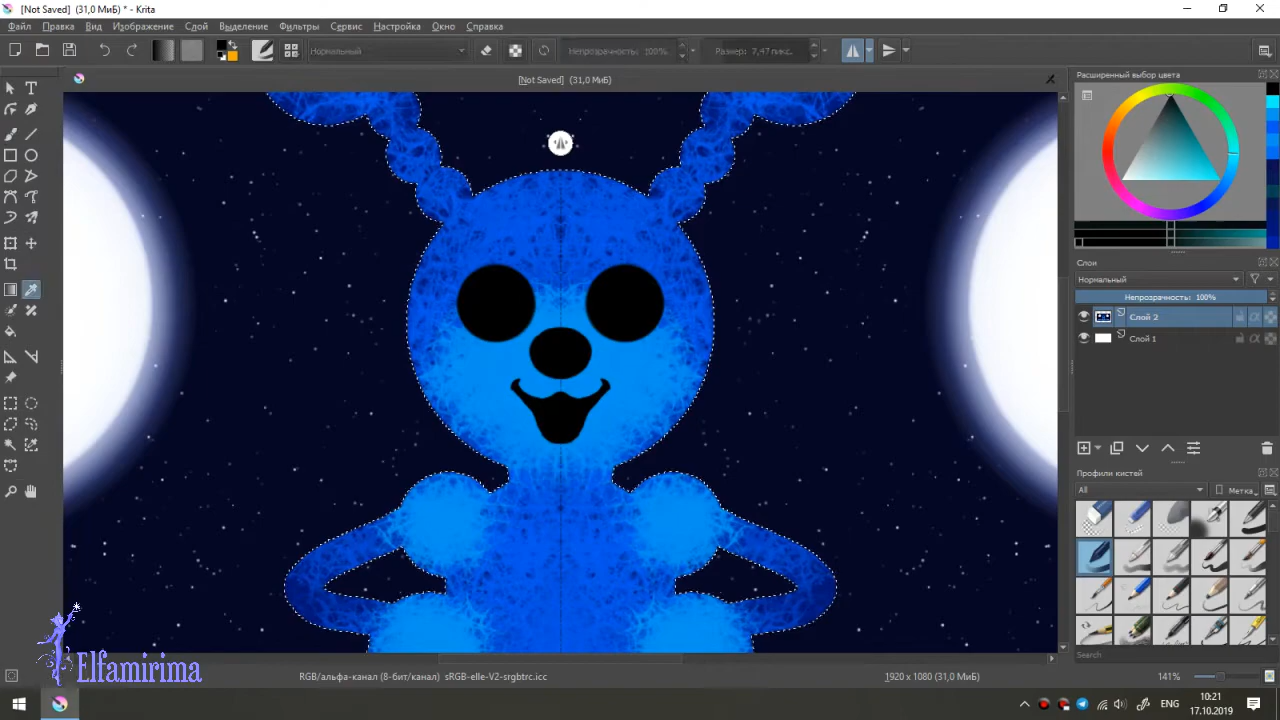 [Not Saved] (31,0 МиБ) * - Krita
Файл Правка Вид Изображение Слой Выделение Фильтры Сервис Настройка Окно Справка
Нормальный Непрозрачность: 100% Размер: 7,47 пикс.
[Not Saved] (31,0 МиБ)
Расширенный выбор цвета
Слои
Нормальный
Непрозрачность: 100%
Слой 2
Слой 1
Профили кистей
All Метка
Search
Elfamirima
RGB/альфа-канал (8-бит/канал) sRGB-elle-V2-srgbtrc.icc 1920 x 1080 (31,0 МиБ) 141%
ENG
10:21
17.10.2019